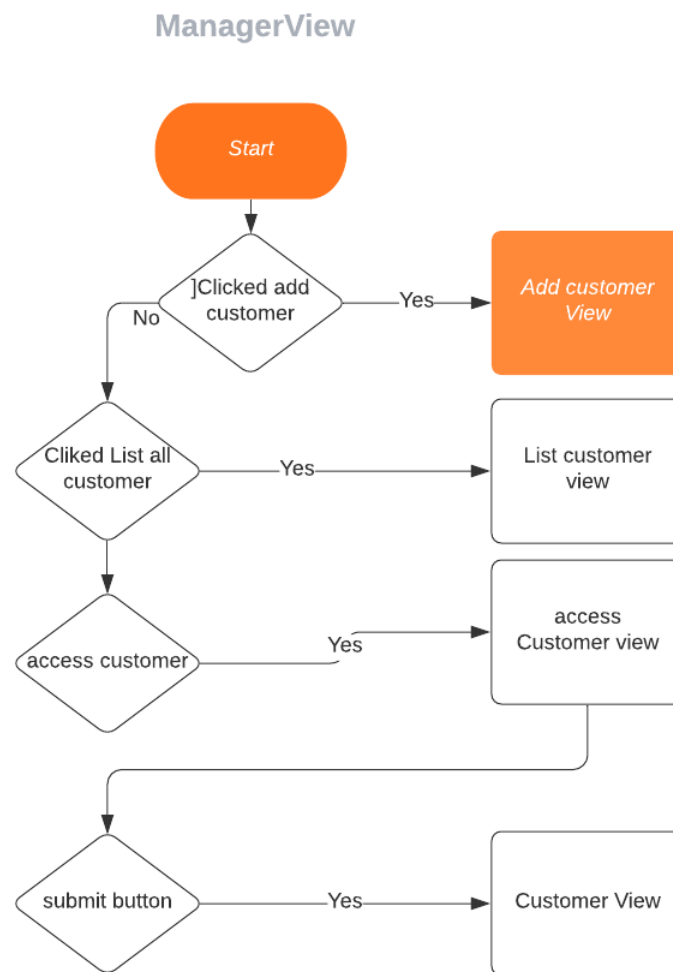 ManagerView
Start
]Clicked add
customer
Yes
Add customer
View
No
Cliked List all
customer
Yes
List customer
view
access customer
Yes
access
Customer view
submit button
Yes
Customer View